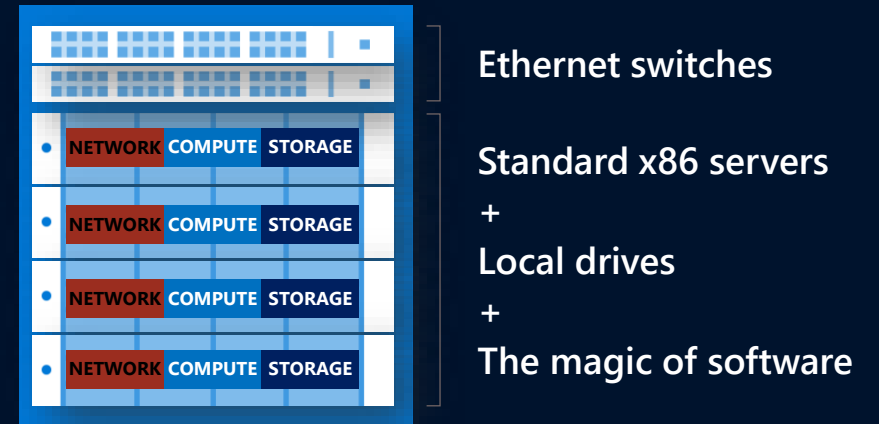 Ethernet switches
NETWORK COMPUTE STORAGE
NETWORK COMPUTE STORAGE
NETWORK COMPUTE STORAGE
NETWORK COMPUTE STORAGE
Standard x86 servers
+
Local drives
+
The magic of software